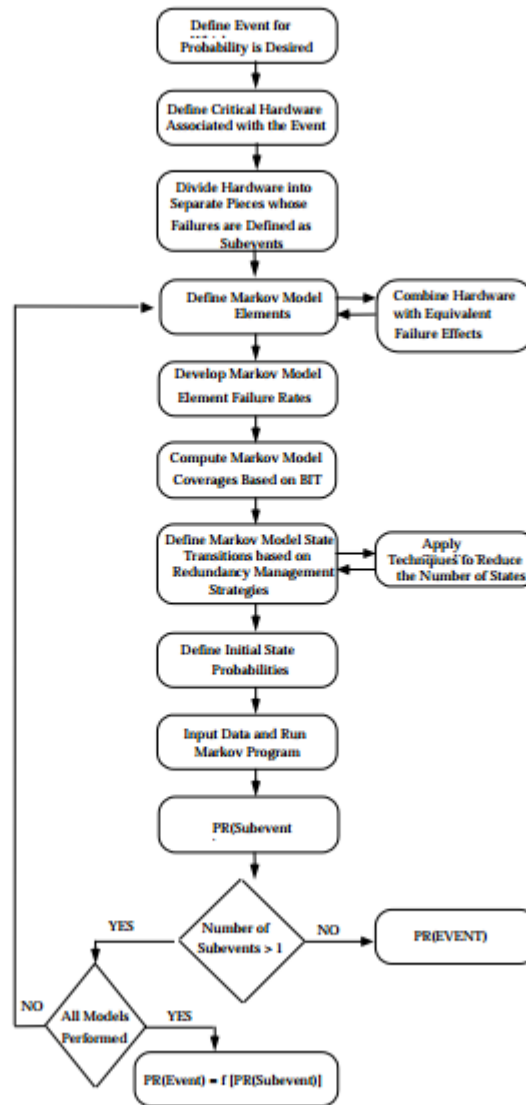 Define Event for
Probability is Desired
Define Critical Hardware
Associated with the Event
Divide Hardware into
Separate Pieces whose
Failures are Defined as
Subevents
Define Markov Model
Elements
Combine Hardware
with Equivalent
Failure Effects
Develop Markov Model
Element Failure Rates
Compute Markov Model
Coverages Based on BIT
Define Markov Model State
Transitions based on
Redundancy Management
Strategies
Apply
Techniques to Reduce
the Number of States
Define Initial State
Probabilities
Input Data and Run
Markov Program
PR(Subevent
Number of
Subevents > 1
YES
NO
PR(EVENT)
All Models
Performed
NO
YES
PR(Event) = f [PR(Subevent)]